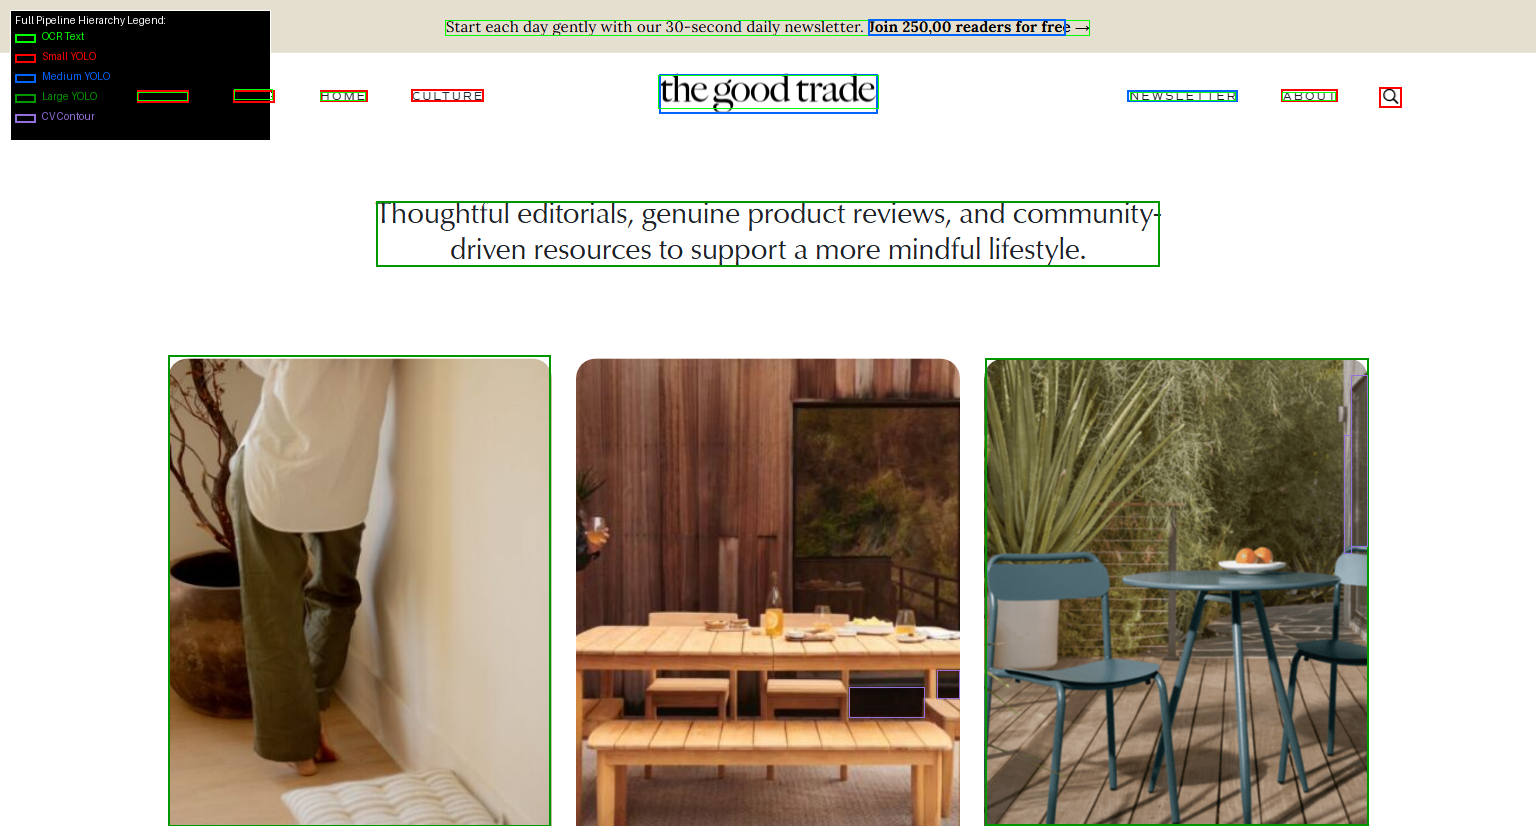 Full Pipeline Hierarchy Legend:
OCR Text
Small YOLO
Medium YOLO
Large YOLO
CV Contour
Start each day gently with our 30-second daily newsletter. Join 250,00 readers for free →
HOME
CULTURE
the good trade
NEWSLETTER
ABOUT
Thoughtful editorials, genuine product reviews, and community-
driven resources to support a more mindful lifestyle.